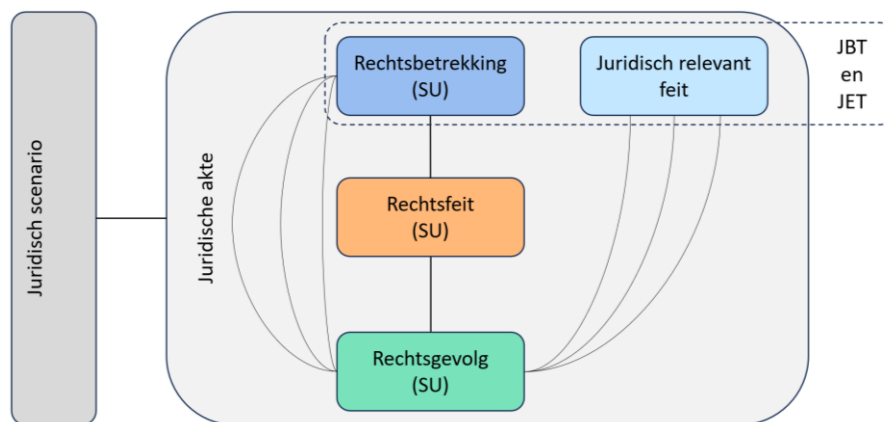 Juridisch scenario
Juridische akte
Rechtsbetrekking
(SU)
Juridisch relevant
feit
JBT
en
JET
Rechtsfeit
(SU)
Rechtsgevolg
(SU)